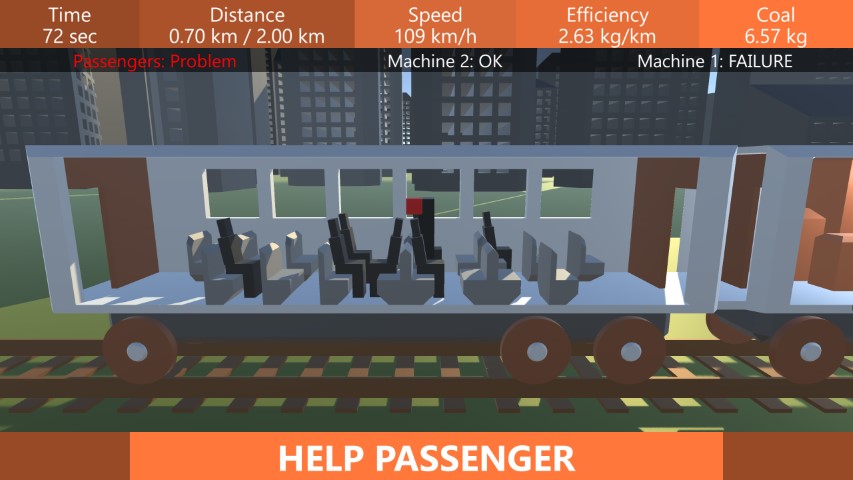 Time
72 sec
Distance
0.70 km / 2.00 km
Speed
109 km/h
Efficiency
2.63 kg/km
Coal
6.57 kg
Passengers: Problem
Machine 2: OK
Machine 1: FAILURE
HELP PASSENGER